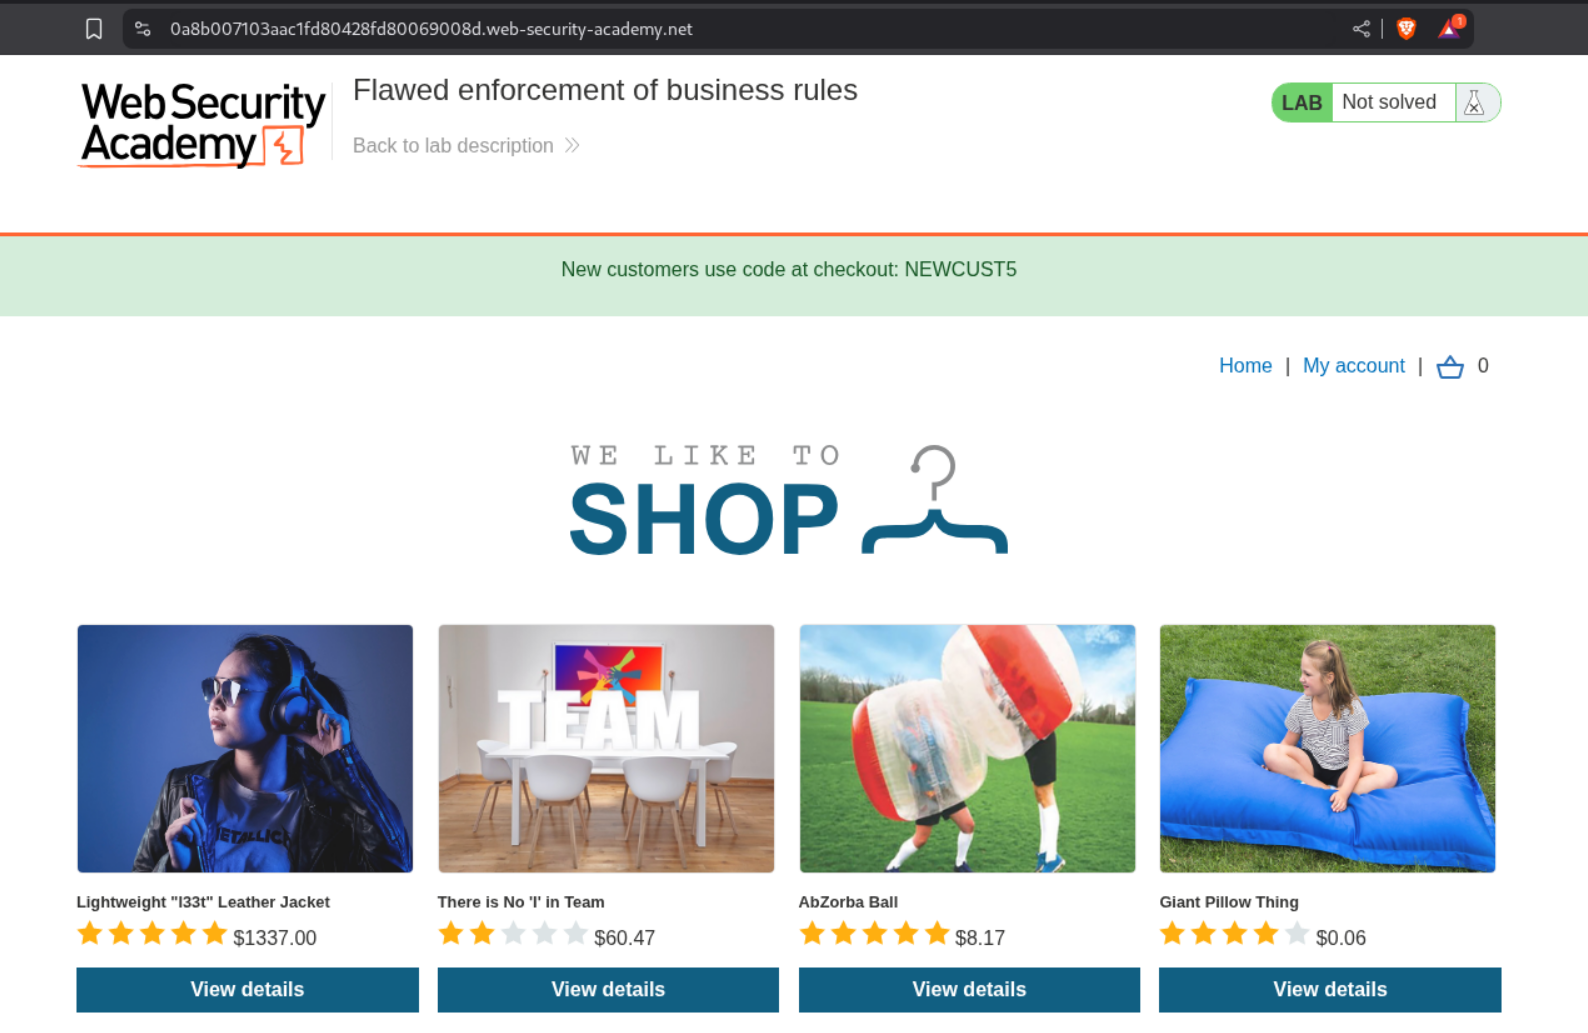 0a8b007103aac1fd80428fd80069008d.web-security-academy.net
1
Web Security
Academy
Flawed enforcement of business rules
Back to lab description
LAB Not solved
New customers use code at checkout: NEWCUST5
Home | My account | 0
WE LIKE TO
SHOP
TEAM
METALLICA
Lightweight "l33t" Leather Jacket
$1337.00
View details
There is No 'I' in Team
$60.47
View details
AbZorba Ball
$8.17
View details
Giant Pillow Thing
$0.06
View details